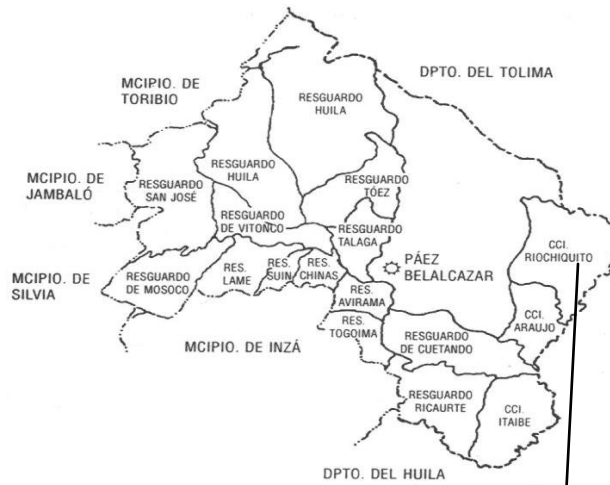 MCIPIO. DE
TORIBIO
DPTO. DEL TOLIMA
RESGUARDO
HUILA
MCIPIO. DE
JAMBALÓ
RESGUARDO
SAN JOSÉ
RESGUARDO
HUILA
RESGUARDO
TÓEZ
RESGUARDO
DE VITONCO
RESGUARDO
TALAGA
CCI.
RIOCHIQUITO
MCIPIO. DE
SILVIA
RESGUARDO
DE MOSOCO
RES.
LAME
RES.
SUIN
RES.
CHINAS
PÁEZ
BELALCAZAR
RES.
AVIRAMA
CCI.
ARAUJO
MCIPIO. DE INZÁ
RES.
TOGOIMA
RESGUARDO
DE CUETANDO
RESGUARDO
RICAURTE
CCI.
ITAIBE
DPTO. DEL HUILA